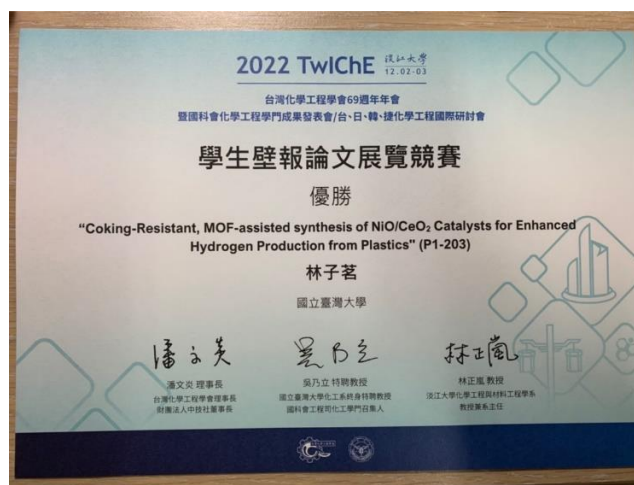 2022 TwIChE 淡江大學
12.02-03
台灣化學工程學會69週年年會
暨國科會化學工程學門成果發表會/台、日、韓、捷化學工程國際研討會
學生壁報論文展覽競賽
優勝
“Coking-Resistant, MOF-assisted synthesis of NiO/CeO₂ Catalysts for Enhanced
Hydrogen Production from Plastics" (P1-203)
林子茗
國立臺灣大學
潘文炎 吳乃立 林正嵐
潘文炎 理事長
台灣化學工程學會理事長
財團法人中技社董事長
吳乃立 特聘教授
國立臺灣大學化工系終身特聘教授
國科會工程司化工學門召集人
林正嵐 教授
淡江大學化學工程與材料工程學系
教授兼系主任